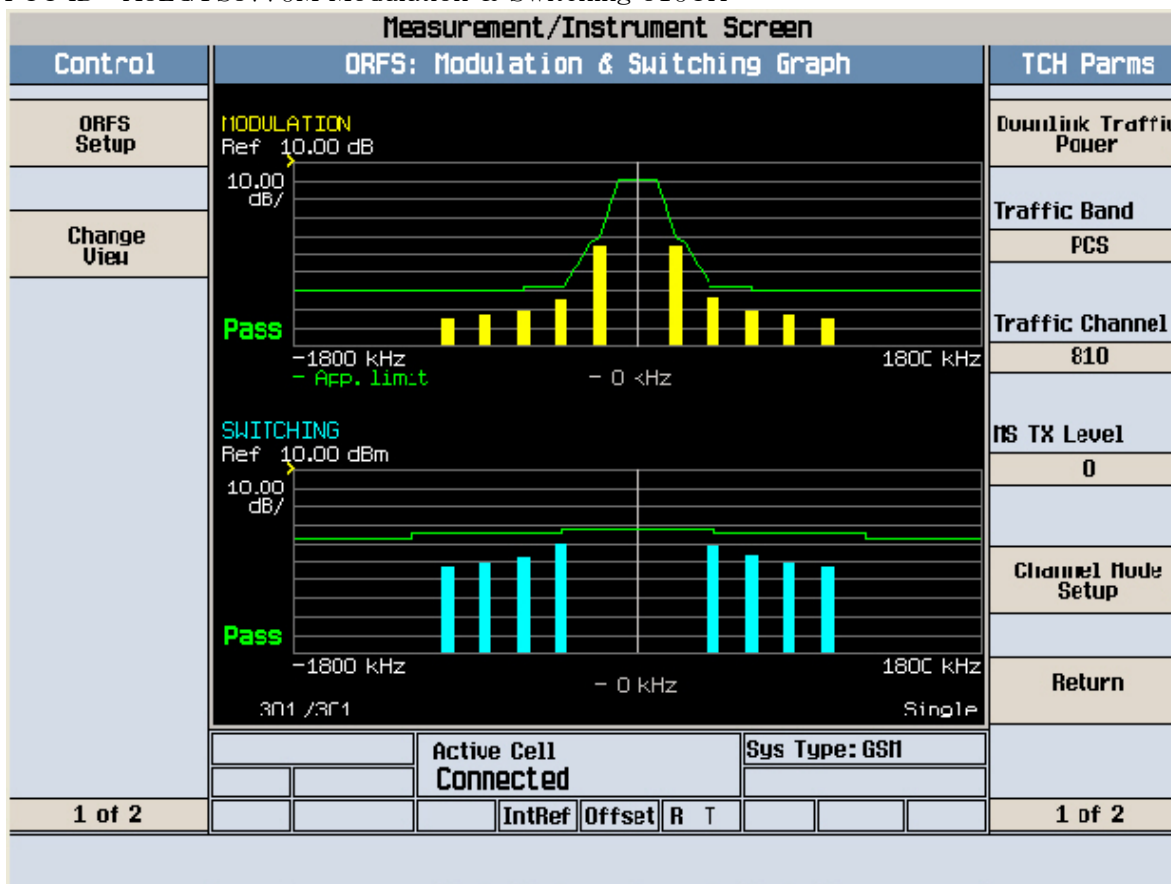 Measurement/Instrument Screen
Control
ORFS: Modulation & Switching Graph
TCH Parms
ORFS
Setup
MODULATION
Ref 10.00 dB
10.00
dB/
Downlink Traffic
Power
Traffic Band
PCS
Change
View
Pass
-1800 kHz
1800 kHz
- App. limit
- 0 kHz
Traffic Channel
810
SWITCHING
Ref 10.00 dBm
10.00
dB/
MS TX Level
0
Channel Mode
Setup
Pass
-1800 kHz
1800 kHz
- 0 kHz
301 /301
Single
Return
Active Cell
Connected
Sys Type: GSM
1 of 2
IntRef
Offset
R T
1 of 2